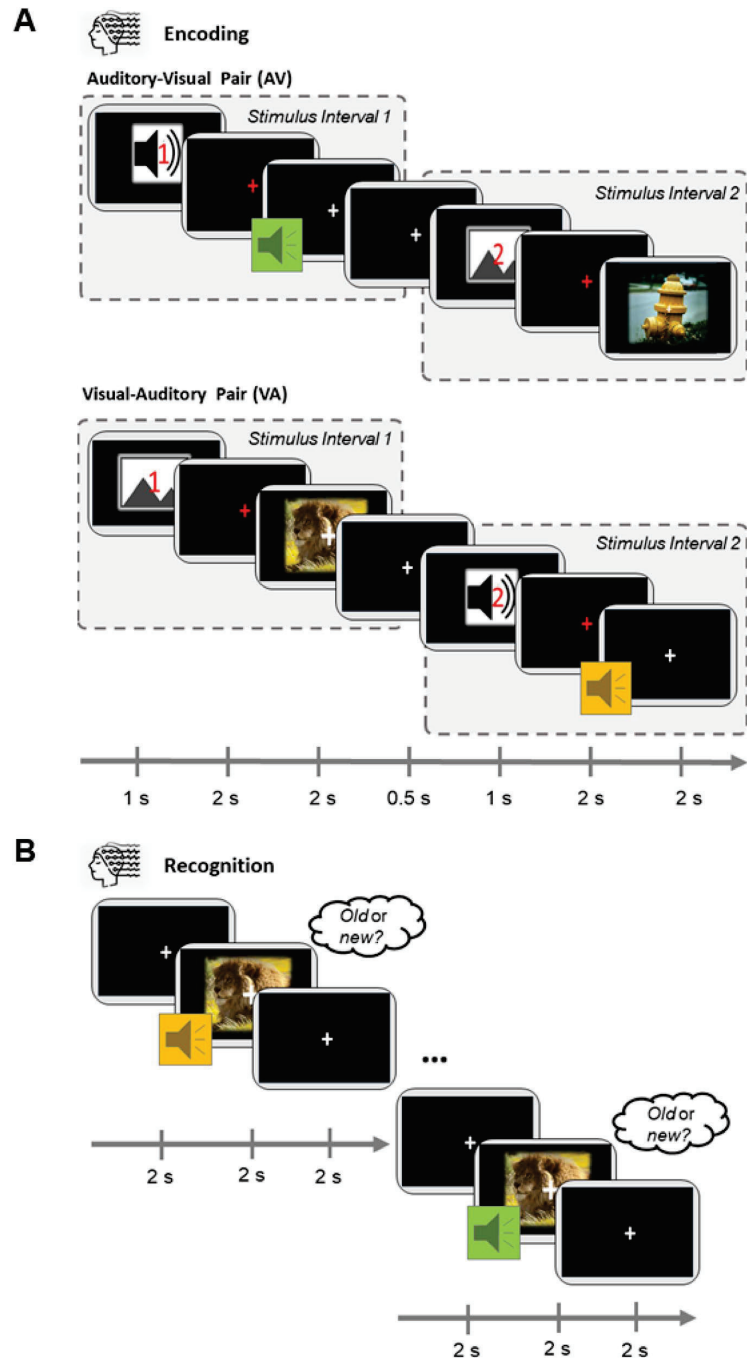 A
Encoding
Auditory-Visual Pair (AV)
Stimulus Interval 1
1
Stimulus Interval 2
2
Visual-Auditory Pair (VA)
Stimulus Interval 1
1
Stimulus Interval 2
2
1 s 2 s 2 s 0.5 s 1 s 2 s 2 s
B
Recognition
Old or
new?
...
2 s 2 s 2 s
Old or
new?
2 s 2 s 2 s